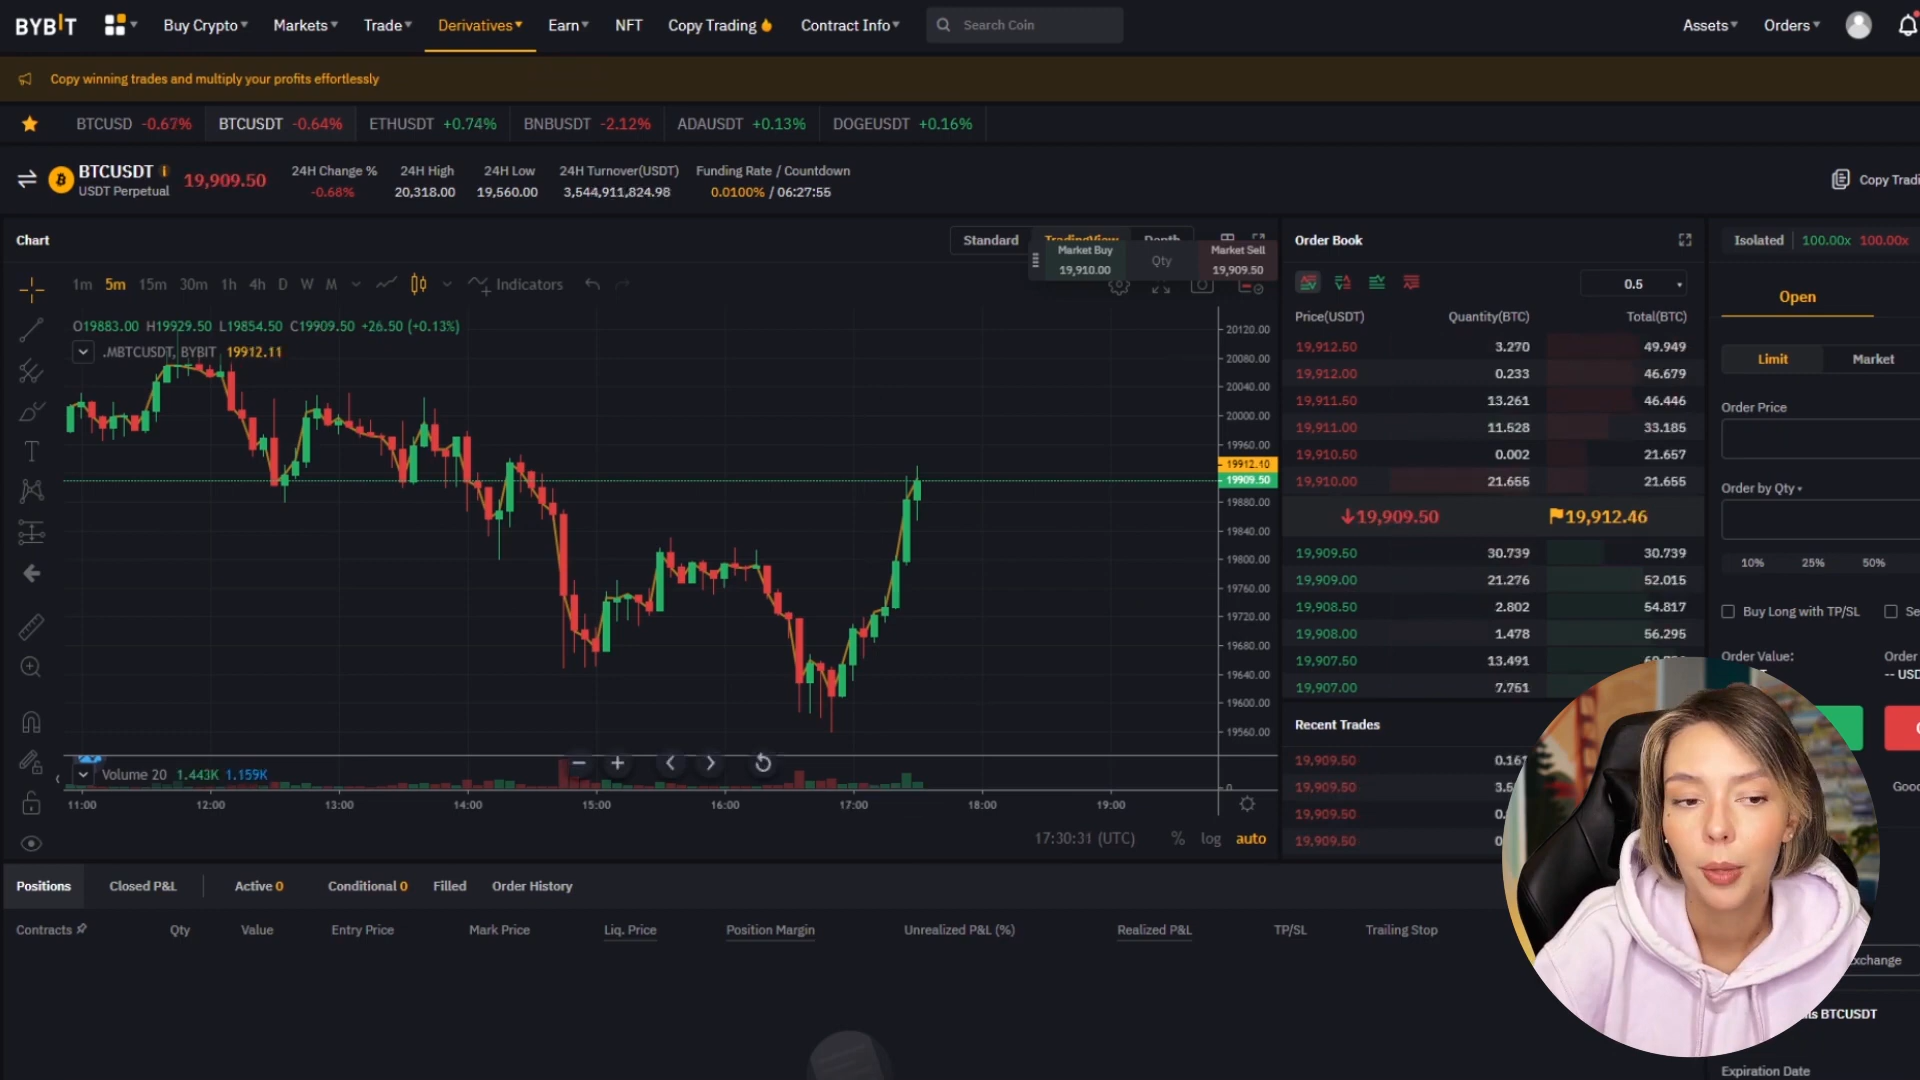 BYBIT Buy Crypto Markets Trade Derivatives Earn NFT Copy Trading Contract Info Search Coin Assets Orders
Copy winning trades and multiply your profits effortlessly
BTCUSD -0.67% BTCUSDT -0.64% ETHUSDT +0.74% BNBUSDT -2.12% ADAUSDT +0.13% DOGEUSDT +0.16%
BTCUSDT 19,909.50 24H Change % 24H High 24H Low 24H Turnover(USDT) Funding Rate / Countdown
USDT Perpetual -0.68% 20,318.00 19,560.00 3,544,911,824.98 0.0100% / 06:27:55
Copy Tradi
Chart Standard TradingView Depth
Market Buy Qty Market Sell
19,910.00 19,909.50
1m 5m 15m 30m 1h 4h D W M Indicators
O19883.00 H19929.50 L19854.50 C19909.50 +26.50 (+0.13%)
.MBTCUSDT, BYBIT 19912.11
20120.00
20080.00
20040.00
20000.00
19960.00
19912.10
19909.50
19880.00
19840.00
19800.00
19760.00
19720.00
19680.00
19640.00
19600.00
19560.00
Volume 20 1.443K 1.159K
0
11:00 12:00 13:00 14:00 15:00 16:00 17:00 18:00 19:00
17:30:31 (UTC) % log auto
Order Book
0.5
Price(USDT) Quantity(BTC) Total(BTC)
19,912.50 3.270 49.949
19,912.00 0.233 46.679
19,911.50 13.261 46.446
19,911.00 11.528 33.185
19,910.50 0.002 21.657
19,910.00 21.655 21.655
19,909.50 19,912.46
19,909.50 30.739 30.739
19,909.00 21.276 52.015
19,908.50 2.802 54.817
19,908.00 1.478 56.295
19,907.50 13.491
19,907.00 7.751
Recent Trades
19,909.50
19,909.50
19,909.50
19,909.50
Isolated 100.00x 100.00x
Open
Limit Market
Order Price
Order by Qty
10% 25% 50%
Buy Long with TP/SL Se
Order Value: Order
-- USD
Good
xchange
BTCUSDT
Expiration Date
Positions Closed P&L Active 0 Conditional 0 Filled Order History
Contracts Qty Value Entry Price Mark Price Liq. Price Position Margin Unrealized P&L (%) Realized P&L TP/SL Trailing Stop